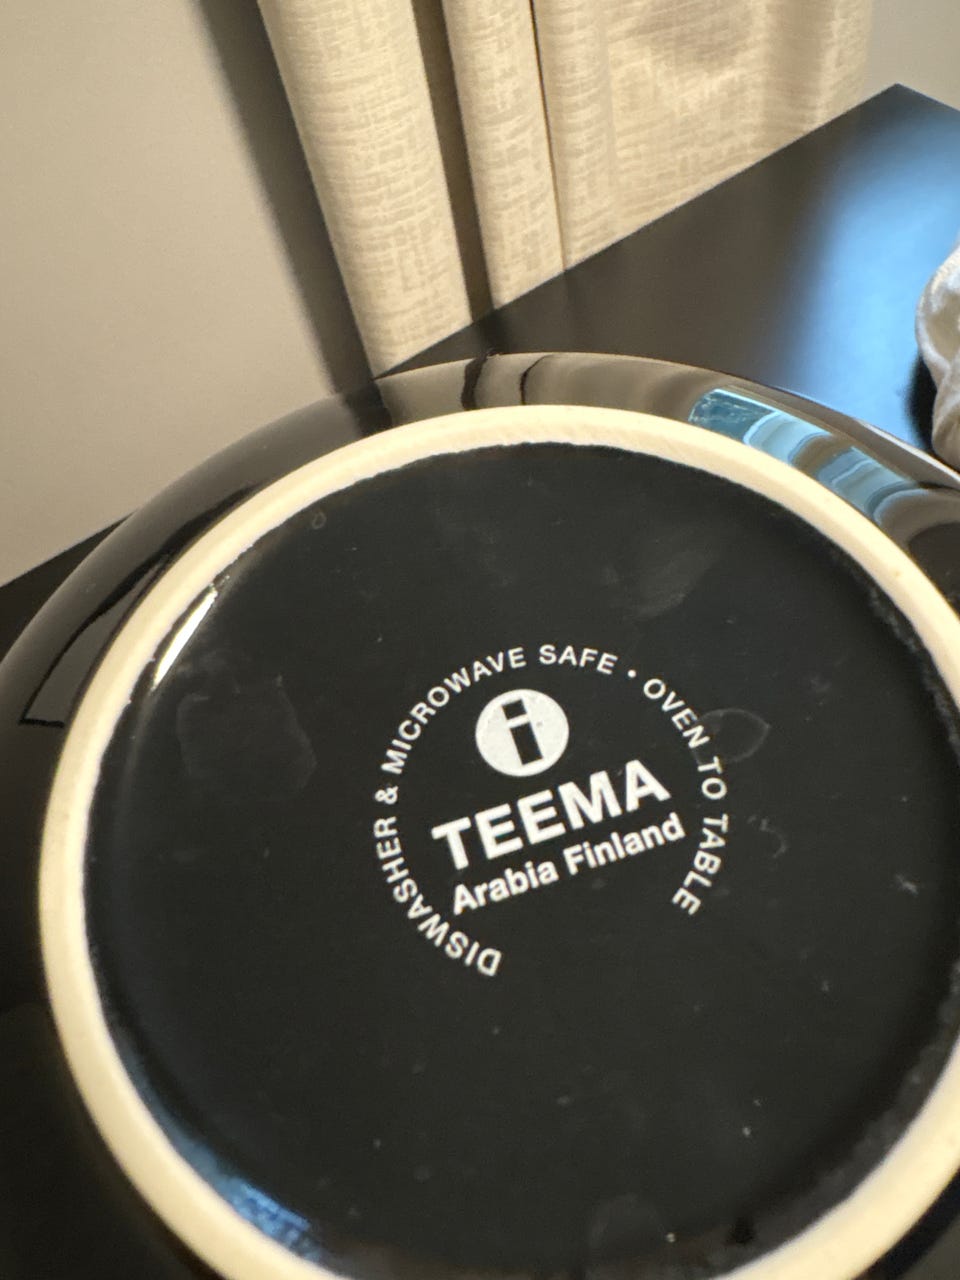 DISWASHER & MICROWAVE SAFE • OVEN TO TABLE
i
TEEMA
Arabia Finland